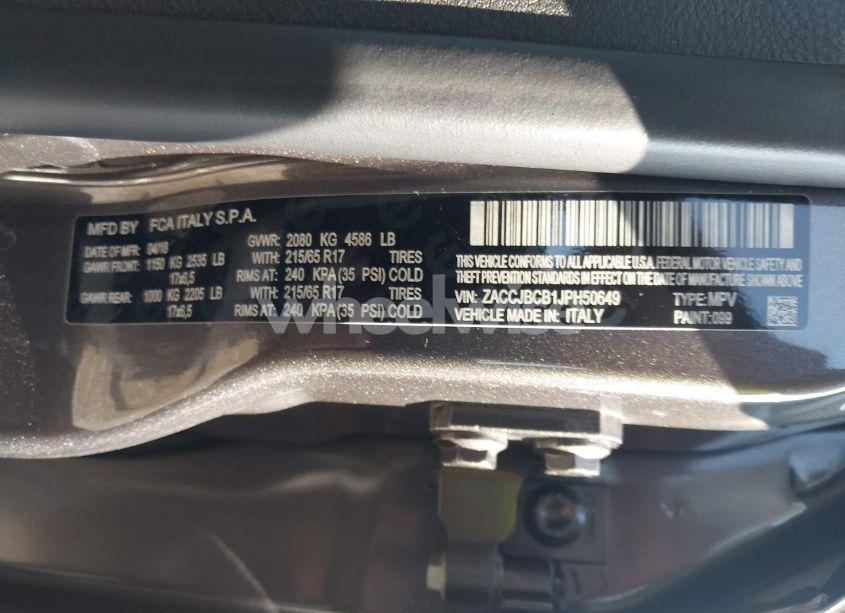 MFD BY FCA ITALY S.P.A.
DATE OF MFR 04/18 GVWR: 2080 KG 4586 LB
GAWR FRONT: 1150 KG 2535 LB WITH: 215/65 R17 TIRES
17x6,5 RIMS AT: 240 KPA(35 PSI) COLD
GAWR REAR: 1000 KG 2205 LB WITH: 215/65 R17 TIRES
17x6,5 RIMS AT: 240 KPA(35 PSI) COLD
THIS VEHICLE CONFORMS TO ALL APPLICABLE U.S.A. FEDERAL MOTOR VEHICLE SAFETY AND
THEFT PREVENTION STANDARDS IN EFFECT ON THE DATE OF MANUFACTURE SHOWN ABOVE
VIN: ZACCJBCB1JPH50649 TYPE: MPV
VEHICLE MADE IN: ITALY PAINT: 099
wheelwise